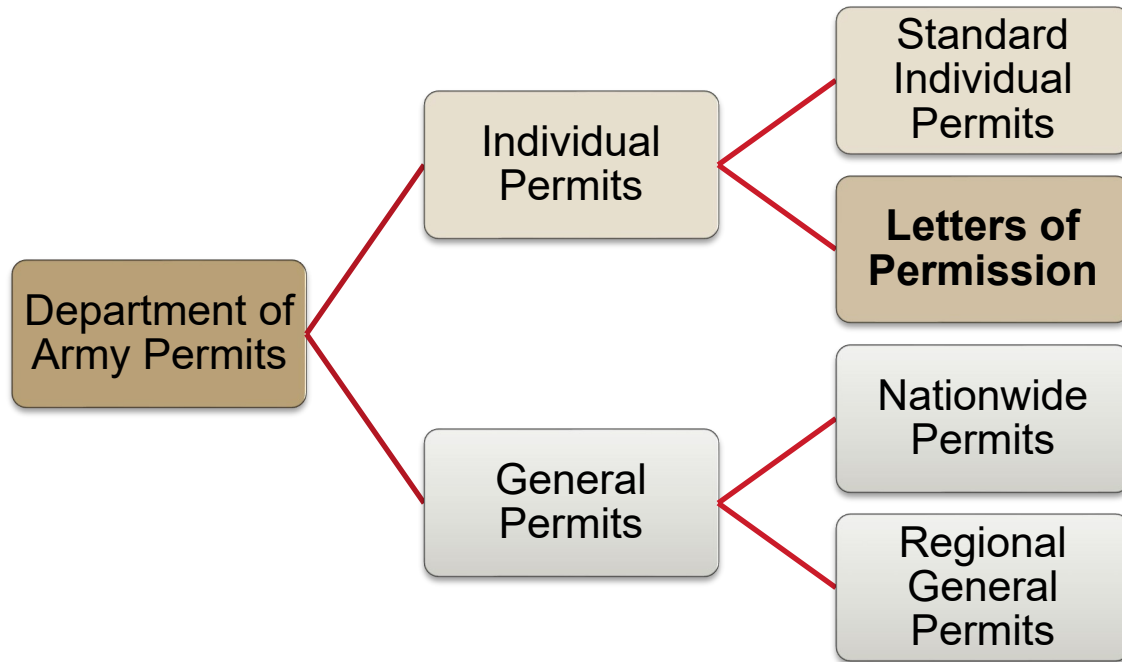 Department of
Army Permits
Individual
Permits
Standard
Individual
Permits
Letters of
Permission
General
Permits
Nationwide
Permits
Regional
General
Permits